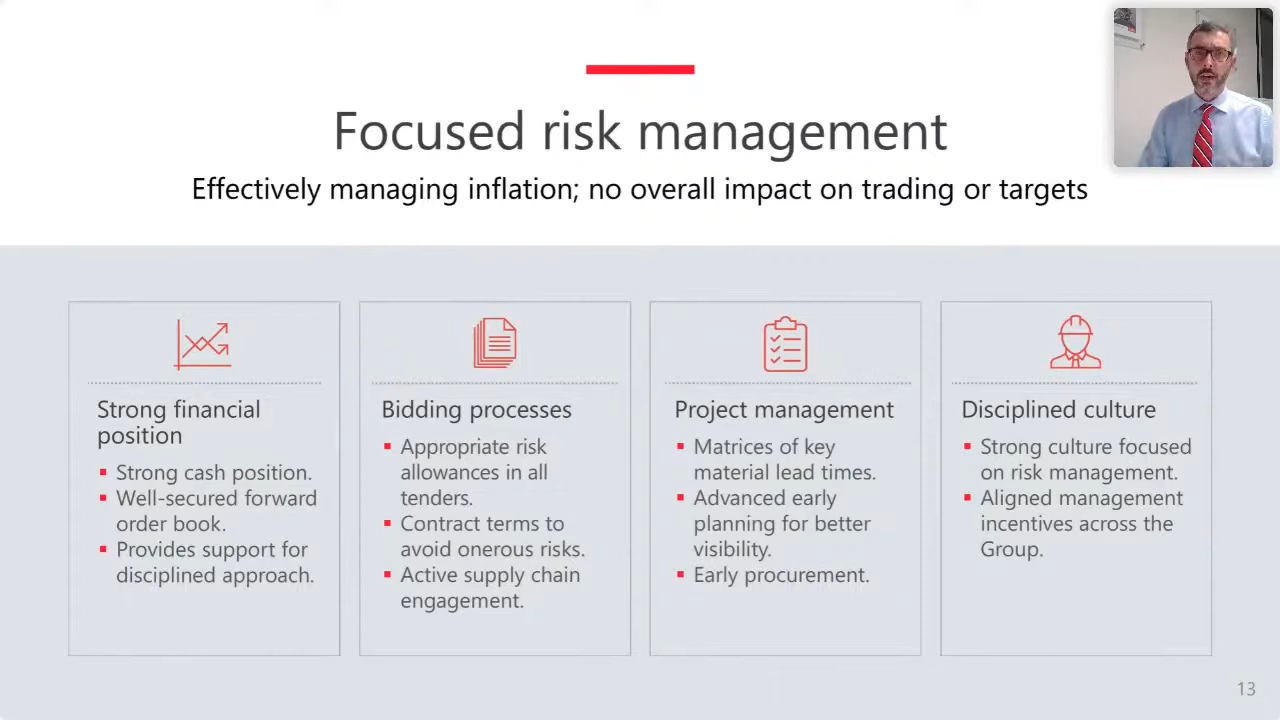 Focused risk management
Effectively managing inflation; no overall impact on trading or targets
Strong financial
position
Strong cash position.
Well-secured forward
order book.
Provides support for
disciplined approach.
Bidding processes
Appropriate risk
allowances in all
tenders.
Contract terms to
avoid onerous risks.
Active supply chain
engagement.
Project management
Matrices of key
material lead times.
Advanced early
planning for better
visibility.
Early procurement.
Disciplined culture
Strong culture focused
on risk management.
Aligned management
incentives across the
Group.
13